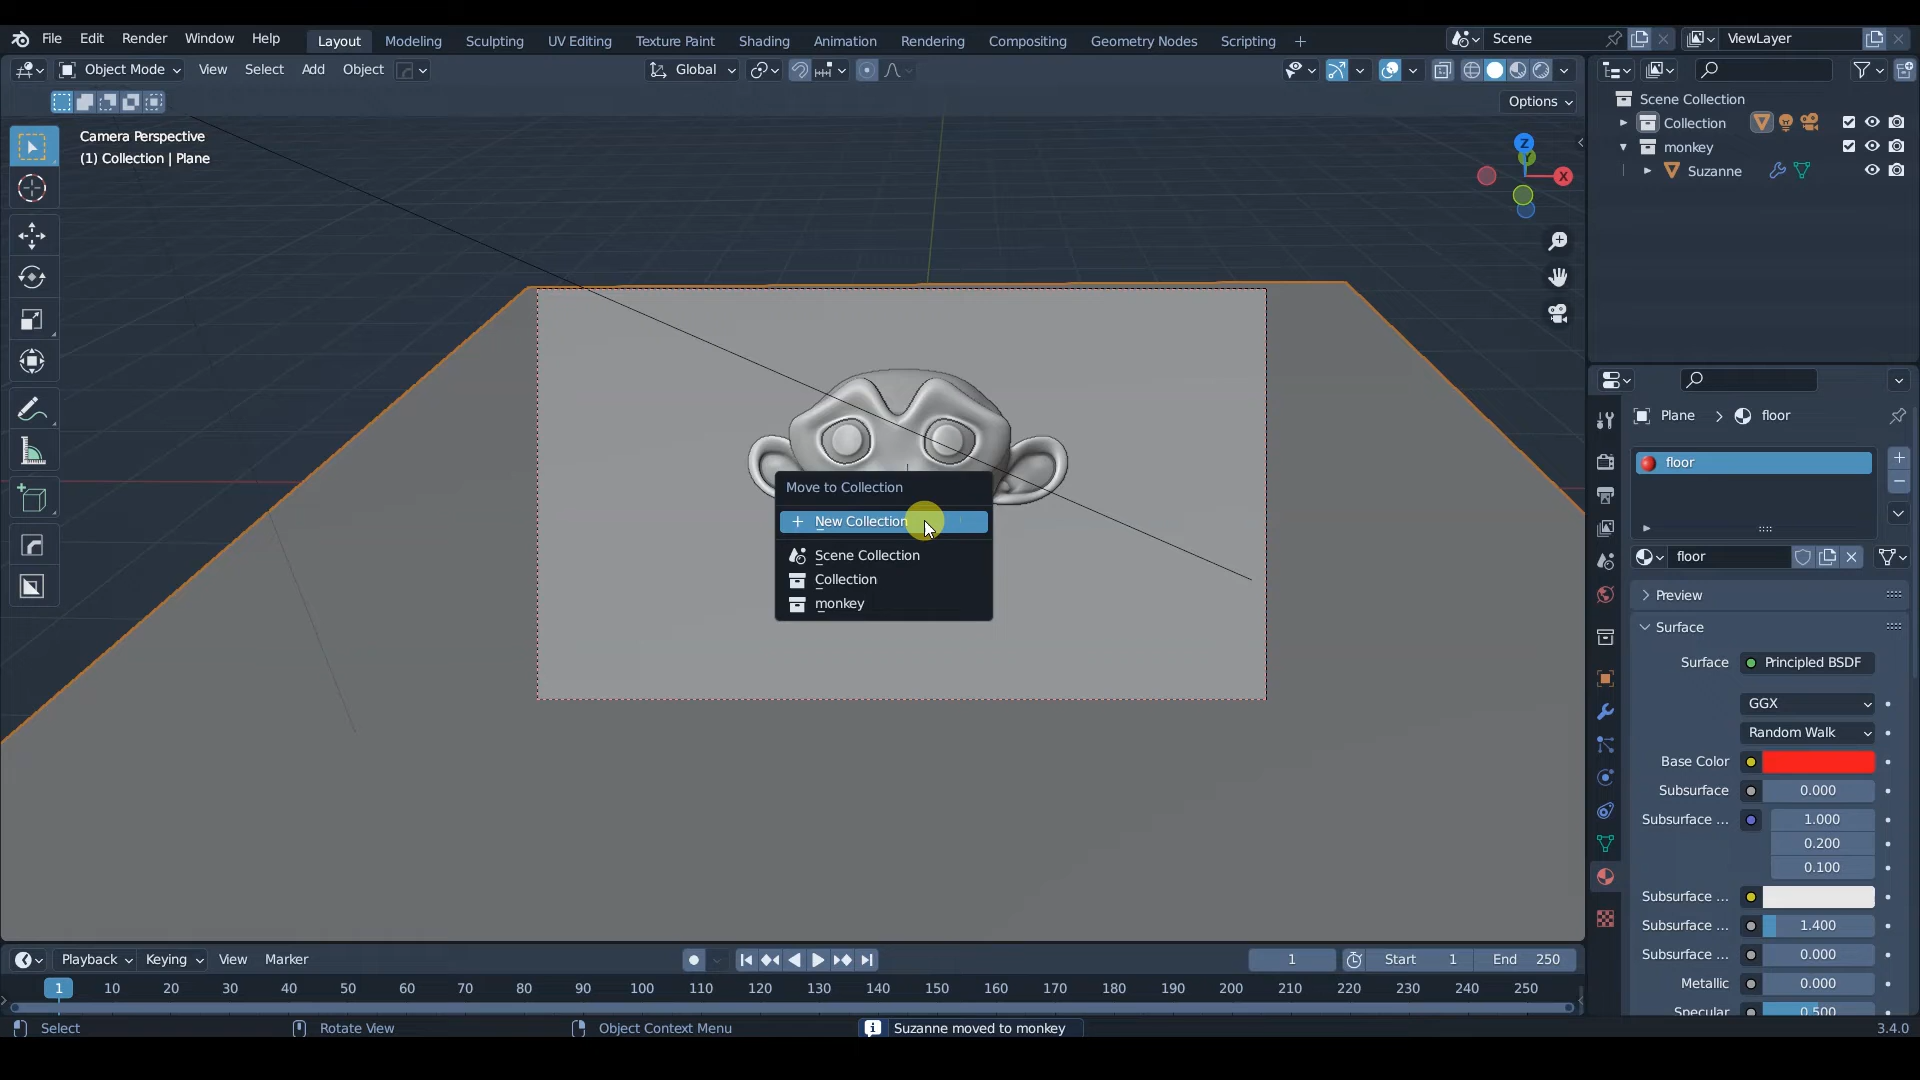 File Edit Render Window Help
Layout Modeling Sculpting UV Editing Texture Paint Shading Animation Rendering Compositing Geometry Nodes Scripting +
Scene
ViewLayer
Object Mode View Select Add Object
Global
Options
Camera Perspective
(1) Collection | Plane
Z
Y
X
Scene Collection
Collection
monkey
Suzanne
Move to Collection
+ New Collection
Scene Collection
Collection
monkey
Plane > floor
floor
floor
Preview
Surface
Surface Principled BSDF
GGX
Random Walk
Base Color
Subsurface 0.000
Subsurface ... 1.000
0.200
0.100
Subsurface ...
Subsurface ... 1.400
Subsurface ... 0.000
Metallic 0.000
Specular 0.500
Playback Keying View Marker
1 Start 1 End 250
1 10 20 30 40 50 60 70 80 90 100 110 120 130 140 150 160 170 180 190 200 210 220 230 240 250
Select Rotate View Object Context Menu Suzanne moved to monkey 3.4.0